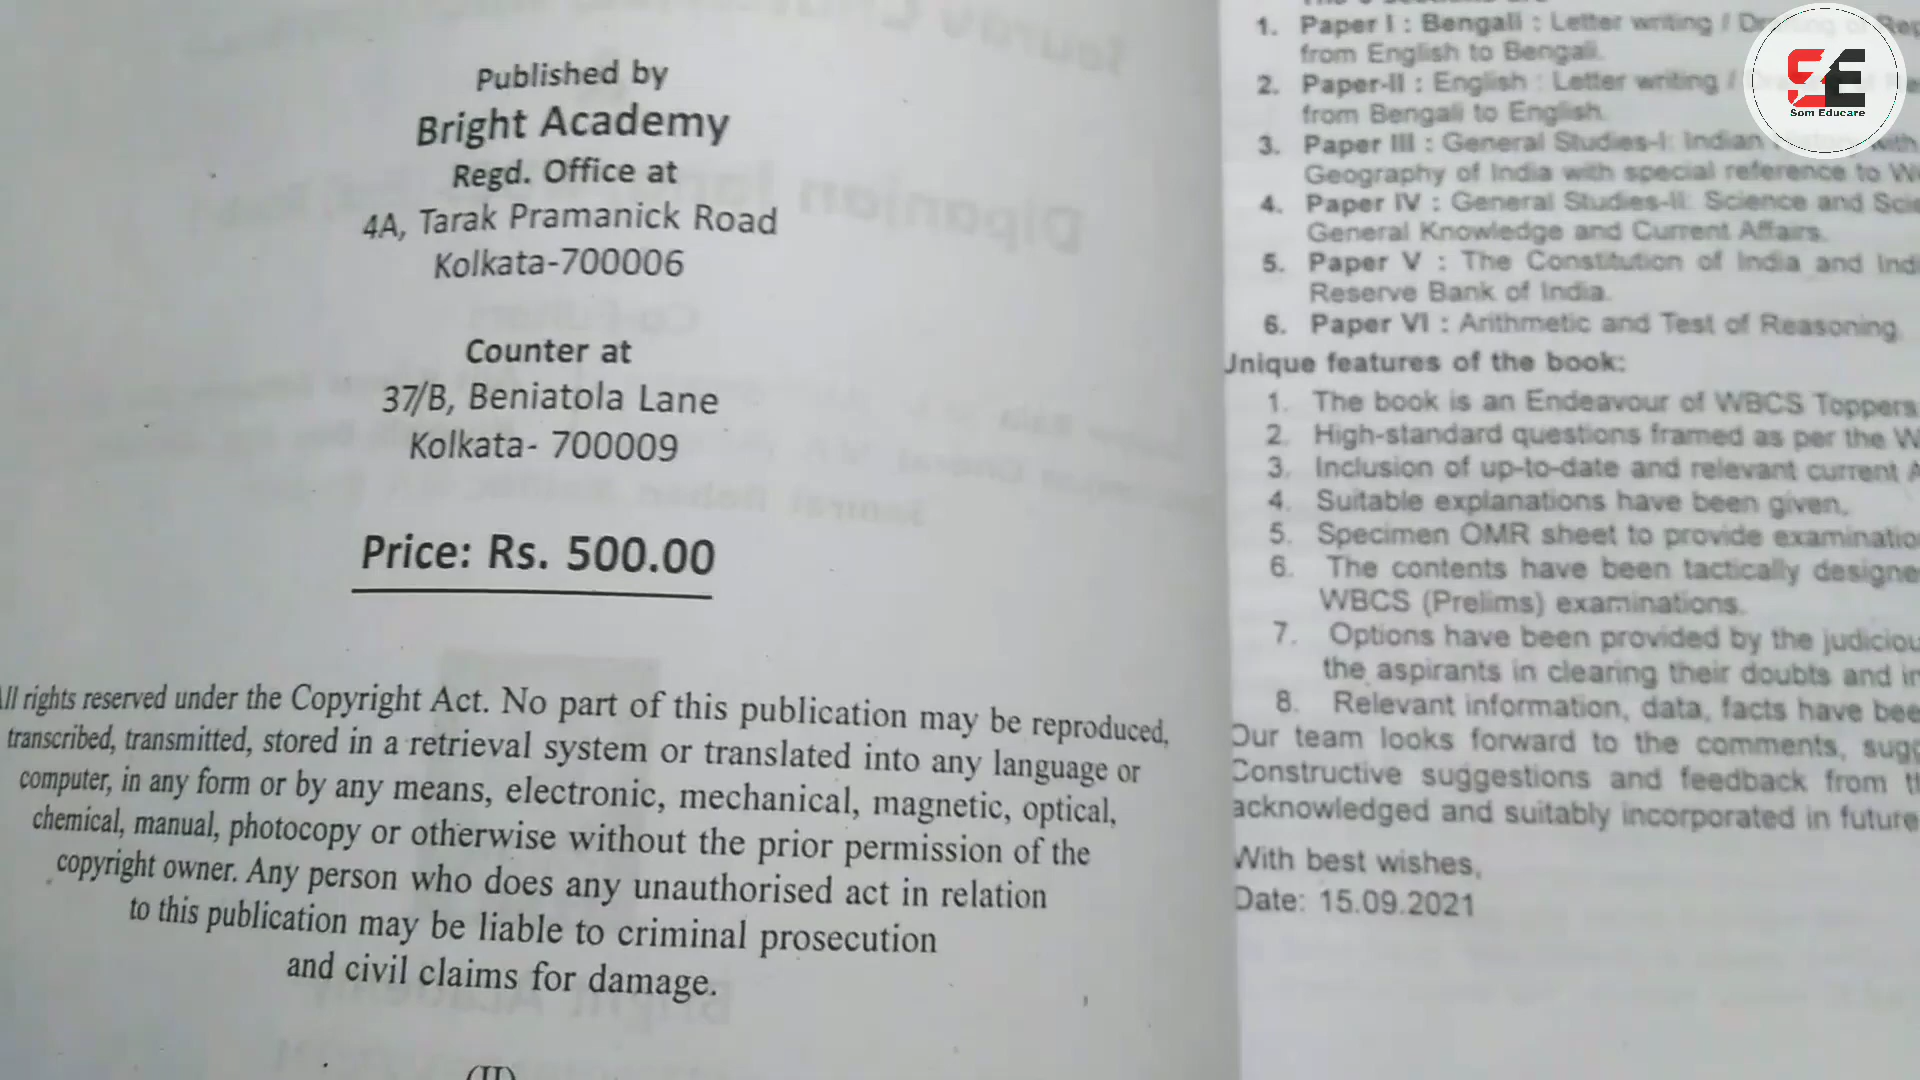 Published by
Bright Academy
Regd. Office at
4A, Tarak Pramanick Road
Kolkata-700006
Counter at
37/B, Beniatola Lane
Kolkata- 700009
Price: Rs. 500.00
All rights reserved under the Copyright Act. No part of this publication may be reproduced,
transcribed, transmitted, stored in a retrieval system or translated into any language or
computer, in any form or by any means, electronic, mechanical, magnetic, optical,
chemical, manual, photocopy or otherwise without the prior permission of the
copyright owner. Any person who does any unauthorised act in relation
to this publication may be liable to criminal prosecution
and civil claims for damage.
(II)
1. Paper I : Bengali : Letter writing /
from English to Bengali.
2. Paper-II : English : Letter writing /
from Bengali to English.
3. Paper III : General Studies-I: Indian
Geography of India with special reference to
4. Paper IV : General Studies-II: Science and
General Knowledge and Current Affairs.
5. Paper V : The Constitution of India and
Reserve Bank of India.
6. Paper VI : Arithmetic and Test of Reasoning.
Unique features of the book:
1. The book is an Endeavour of WBCS Toppers
2. High-standard questions framed as per the
3. Inclusion of up-to-date and relevant current
4. Suitable explanations have been given.
5. Specimen OMR sheet to provide
6. The contents have been tactically
WBCS (Prelims) examinations.
7. Options have been provided by the
the aspirants in clearing their doubts and
8. Relevant information, data, facts have
Our team looks forward to the comments,
Constructive suggestions and feedback from
acknowledged and suitably incorporated in future
With best wishes,
Date: 15.09.2021
SE
Som Educare